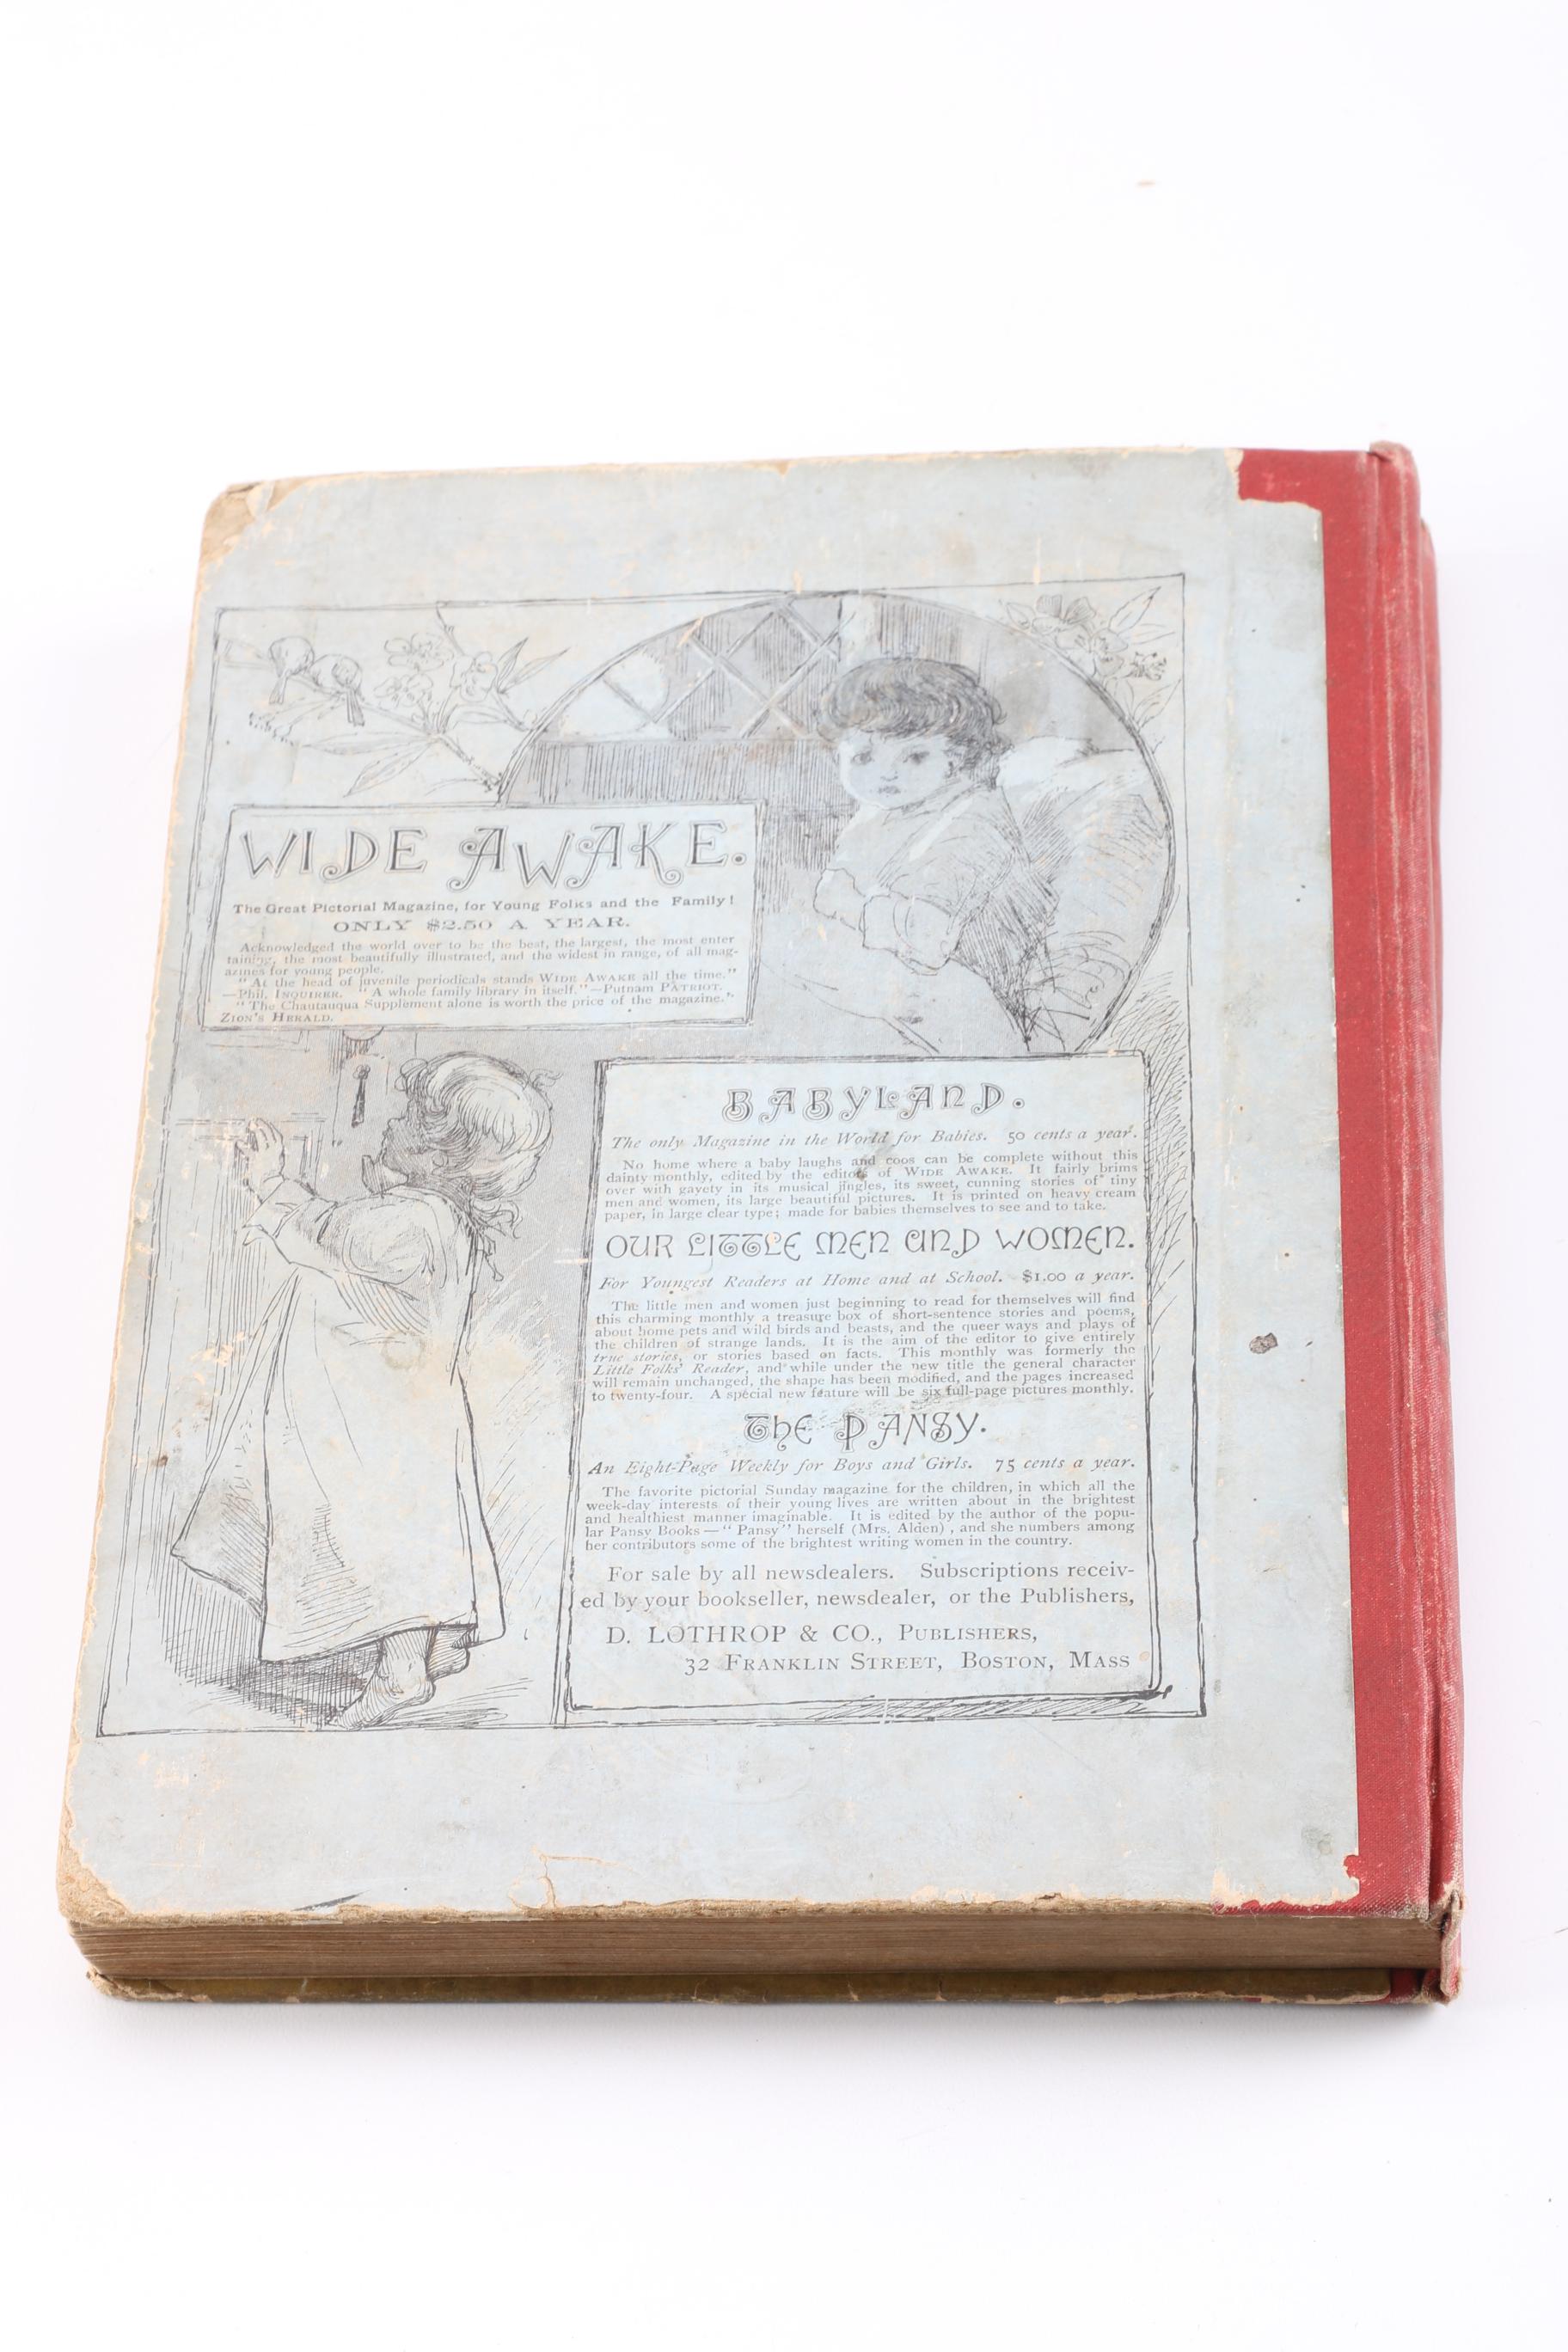 WIDE AWAKE.
The Great Pictorial Magazine, for Young Folks and the Family!
ONLY $2.50 A YEAR.
Acknowledged the world over to be the best, the largest, the most enter
taining, the most beautifully illustrated, and the widest in range, of all mag-
azines for young people.
"At the head of juvenile periodicals stands WIDE AWAKE all the time."
—Phil. INQUIRER. "A whole family library in itself."—Putnam PATRIOT.
"The Chautauqua Supplement alone is worth the price of the magazine."
ZION'S HERALD.
BABYLAND.
The only Magazine in the World for Babies. 50 cents a year.
No home where a baby laughs and coos can be complete without this
dainty monthly, edited by the editors of WIDE AWAKE. It fairly brims
over with gayety in its musical jingles, its sweet, cunning stories of tiny
men and women, its large beautiful pictures. It is printed on heavy cream
paper, in large clear type; made for babies themselves to see and to take.
OUR LITTLE MEN AND WOMEN.
For Youngest Readers at Home and at School. $1.00 a year.
The little men and women just beginning to read for themselves will find
this charming monthly a treasure box of short-sentence stories and poems,
about home pets and wild birds and beasts, and the queer ways and plays of
the children of strange lands. It is the aim of the editor to give entirely
true stories, or stories based on facts. This monthly was formerly the
Little Folks' Reader, and while under the new title the general character
will remain unchanged, the shape has been modified, and the pages increased
to twenty-four. A special new feature will be six full-page pictures monthly.
The PANSY.
An Eight-Page Weekly for Boys and Girls. 75 cents a year.
The favorite pictorial Sunday magazine for the children, in which all the
week-day interests of their young lives are written about in the brightest
and healthiest manner imaginable. It is edited by the author of the popu-
lar Pansy Books—"Pansy" herself (Mrs. Alden), and she numbers among
her contributors some of the brightest writing women in the country.
For sale by all newsdealers. Subscriptions receiv-
ed by your bookseller, newsdealer, or the Publishers,
D. LOTHROP & CO., PUBLISHERS,
32 FRANKLIN STREET, BOSTON, MASS